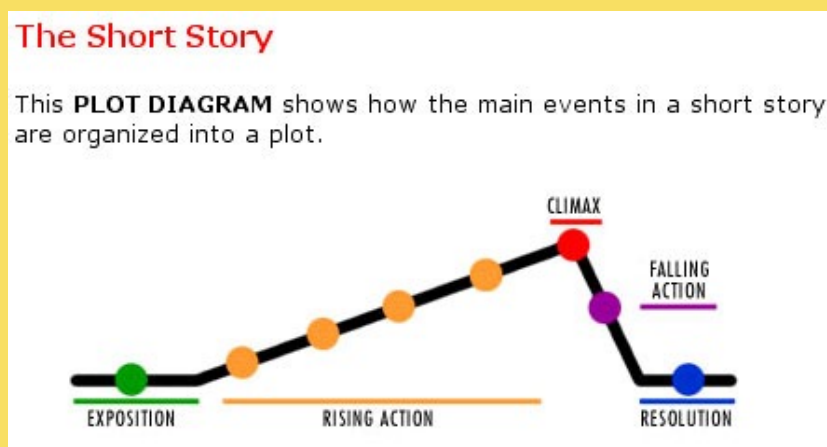 The Short Story
This PLOT DIAGRAM shows how the main events in a short story
are organized into a plot.
CLIMAX
FALLING
ACTION
EXPOSITION
RISING ACTION
RESOLUTION